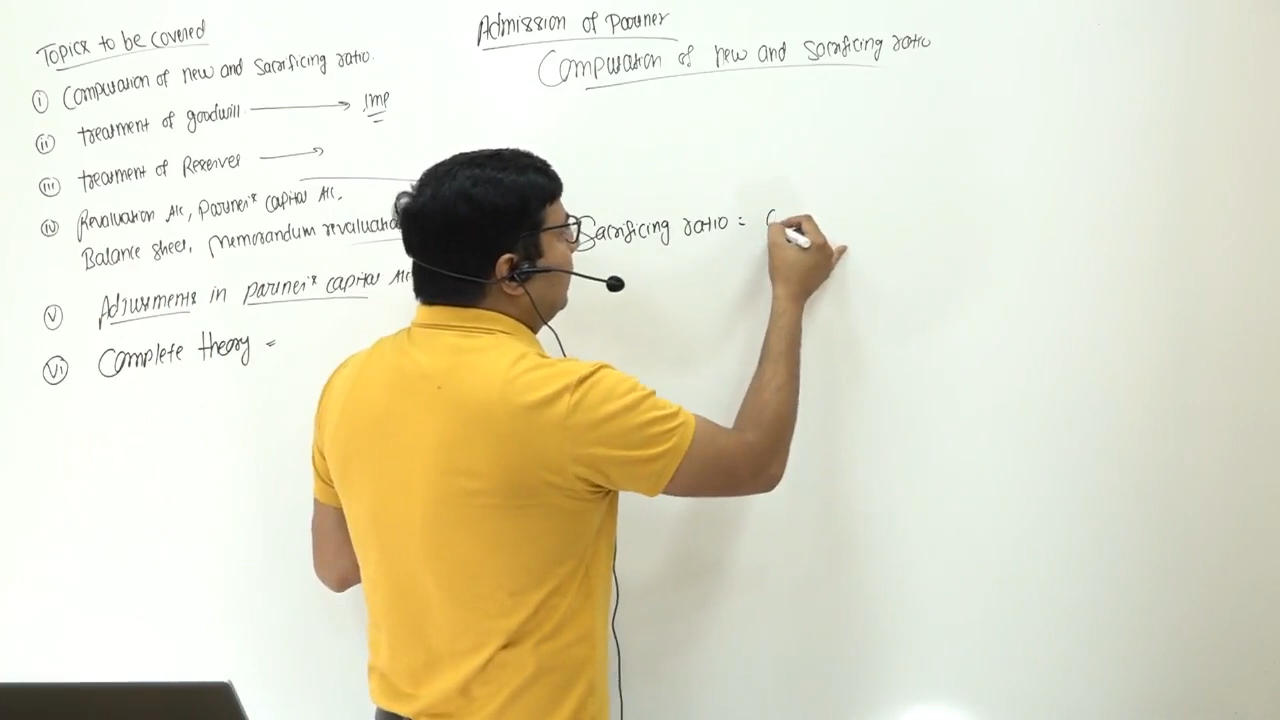 Topics to be covered
(i) Computation of new and Sacrificing ratio.
(ii) treatment of goodwill → Imp
(iii) treatment of Reserves →
(iv) Revaluation A/c, Partner's capital A/c,
Balance sheet, Memorandum revaluation
(v) Adjustments in partner's capital A/c
(vi) Complete theory =
Admission of Partner
Computation of new and Sacrificing ratio
Sacrificing ratio =